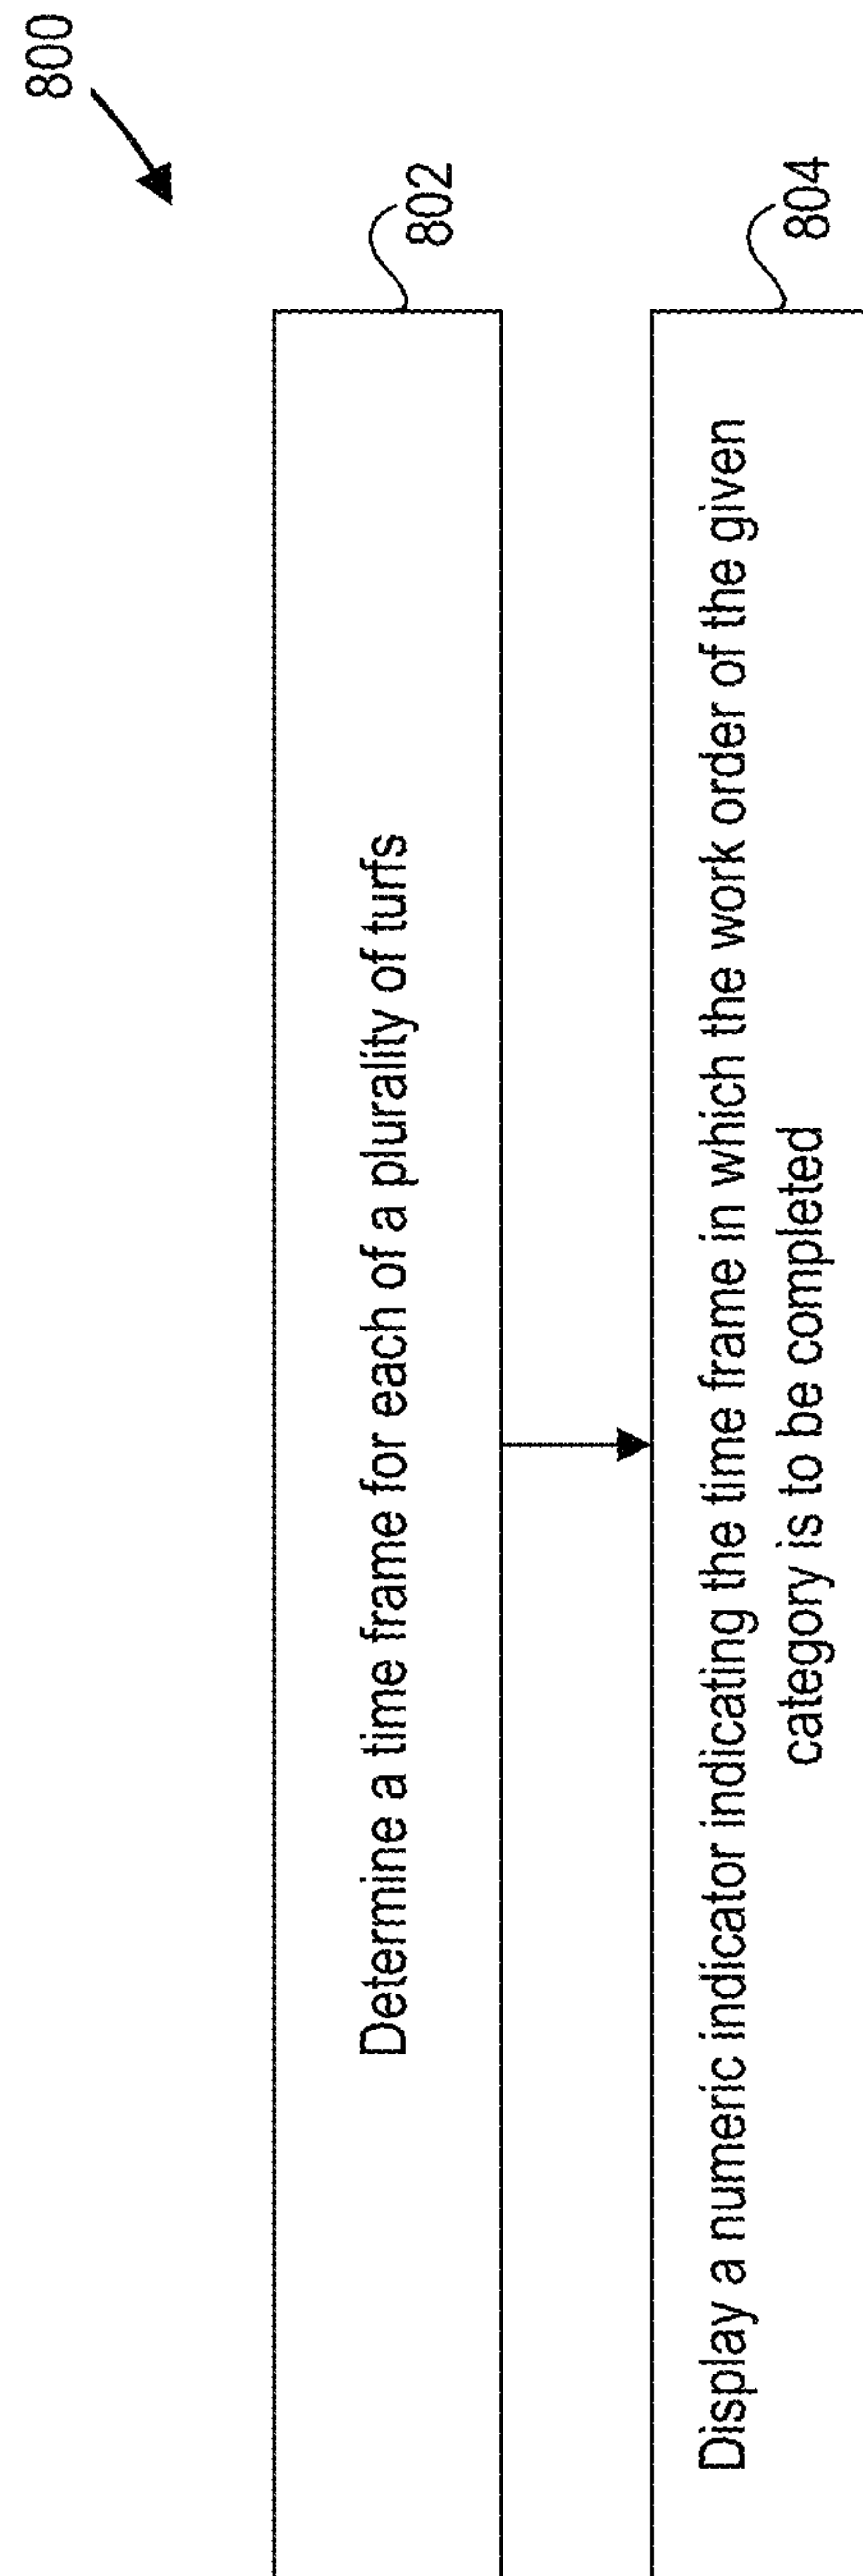 800
Determine a time frame for each of a plurality of turfs
802
Display a numeric indicator indicating the time frame in which the work order of the given
category is to be completed
804